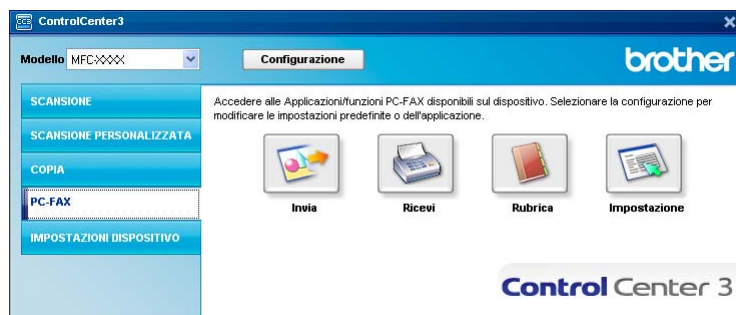 ControlCenter3
Modello MFC-XXXX
Configurazione
brother
SCANSIONE
SCANSIONE PERSONALIZZATA
COPIA
PC-FAX
IMPOSTAZIONI DISPOSITIVO
Accedere alle Applicazioni/funzioni PC-FAX disponibili sul dispositivo. Selezionare la configurazione per
modificare le impostazioni predefinite o dell'applicazione.
Invia
Ricevi
Rubrica
Impostazione
Control Center 3